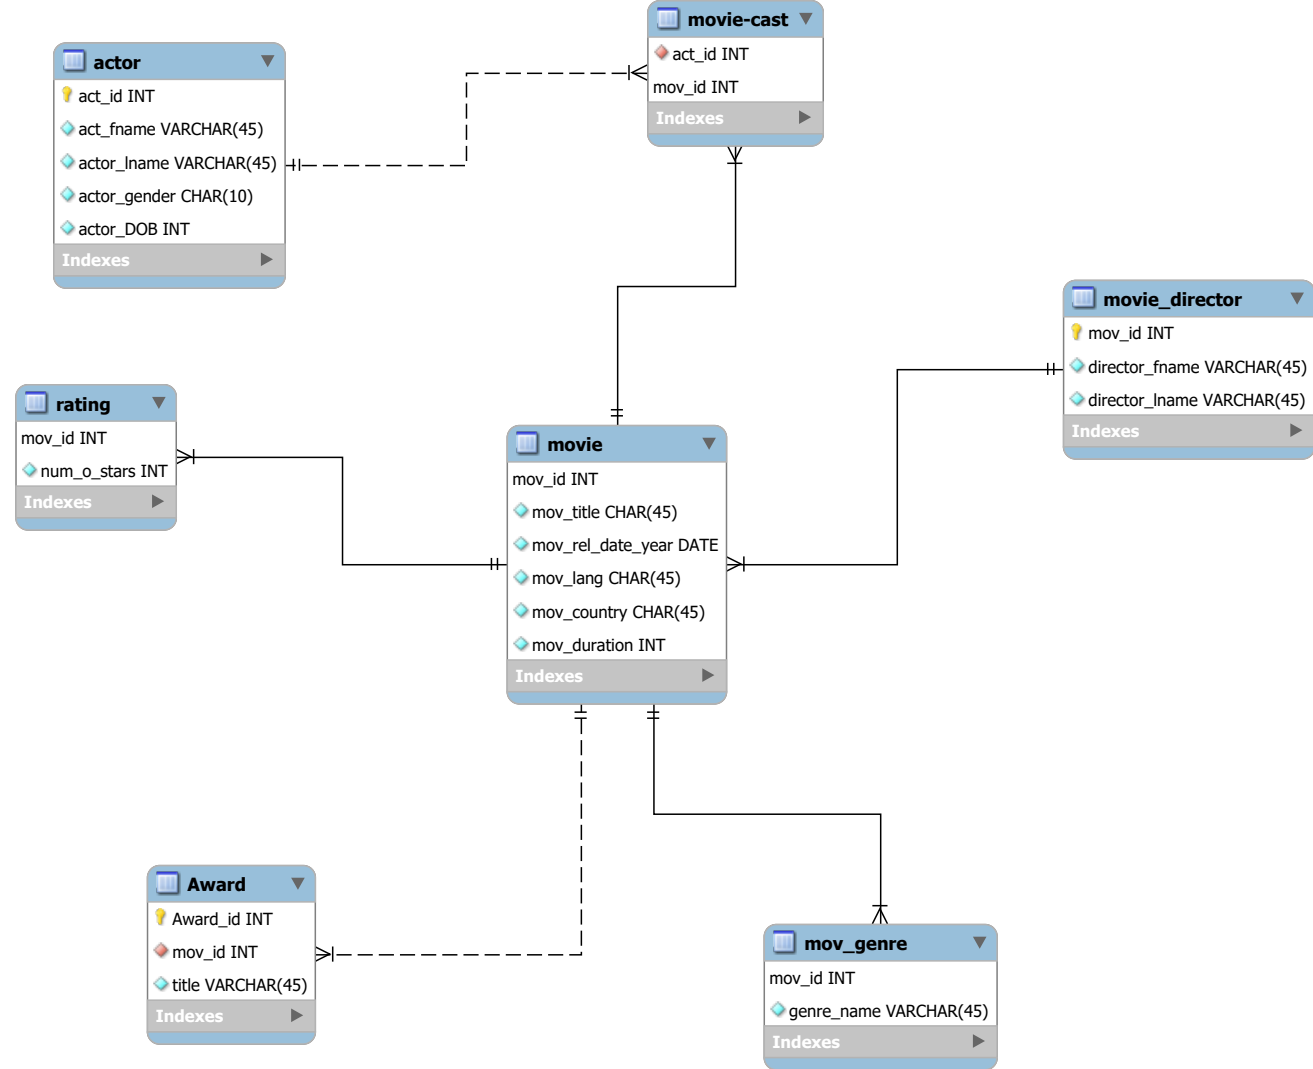 movie-cast
act_id INT
mov_id INT
Indexes
actor
act_id INT
act_fname VARCHAR(45)
actor_lname VARCHAR(45)
actor_gender CHAR(10)
actor_DOB INT
Indexes
movie_director
mov_id INT
director_fname VARCHAR(45)
director_lname VARCHAR(45)
Indexes
rating
mov_id INT
num_o_stars INT
Indexes
movie
mov_id INT
mov_title CHAR(45)
mov_rel_date_year DATE
mov_lang CHAR(45)
mov_country CHAR(45)
mov_duration INT
Indexes
Award
Award_id INT
mov_id INT
title VARCHAR(45)
Indexes
mov_genre
mov_id INT
genre_name VARCHAR(45)
Indexes